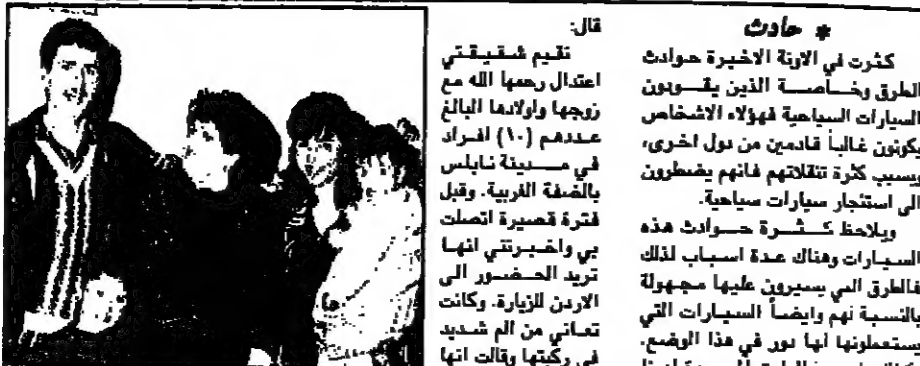 * حادث
كثرت في الاونة الاخيرة حوادث
الطرق وخاصة الذين يقودون
السيارات السياحية فهؤلاء الاشخاص
يكونون غالباً قادمين من دول اخرى،
وبسبب كثرة تنقلاتهم فانهم يضطرون
الى استئجار سيارات سياحية.
ويلاحظ كثرة حوادث هذه
السيارات وهناك عدة اسباب لذلك
فالطرق التي يسيرون عليها مجهولة
بالنسبة لهم وايضاً السيارات التي
يستعملونها لها دور في هذا الوضع.
قال:
تقيم شقيقتي
اعتدال رحمها الله مع
زوجها واولادها البالغ
عددهم (١٠) افراد
في مدينة نابلس
بالضفة الغربية. وقبل
فترة قصيرة اتصلت
بي واخبرتني انها
تريد الحضور الى
الاردن للزيارة. وكانت
تعاني من الم شديد
في ركبتها وقالت انها